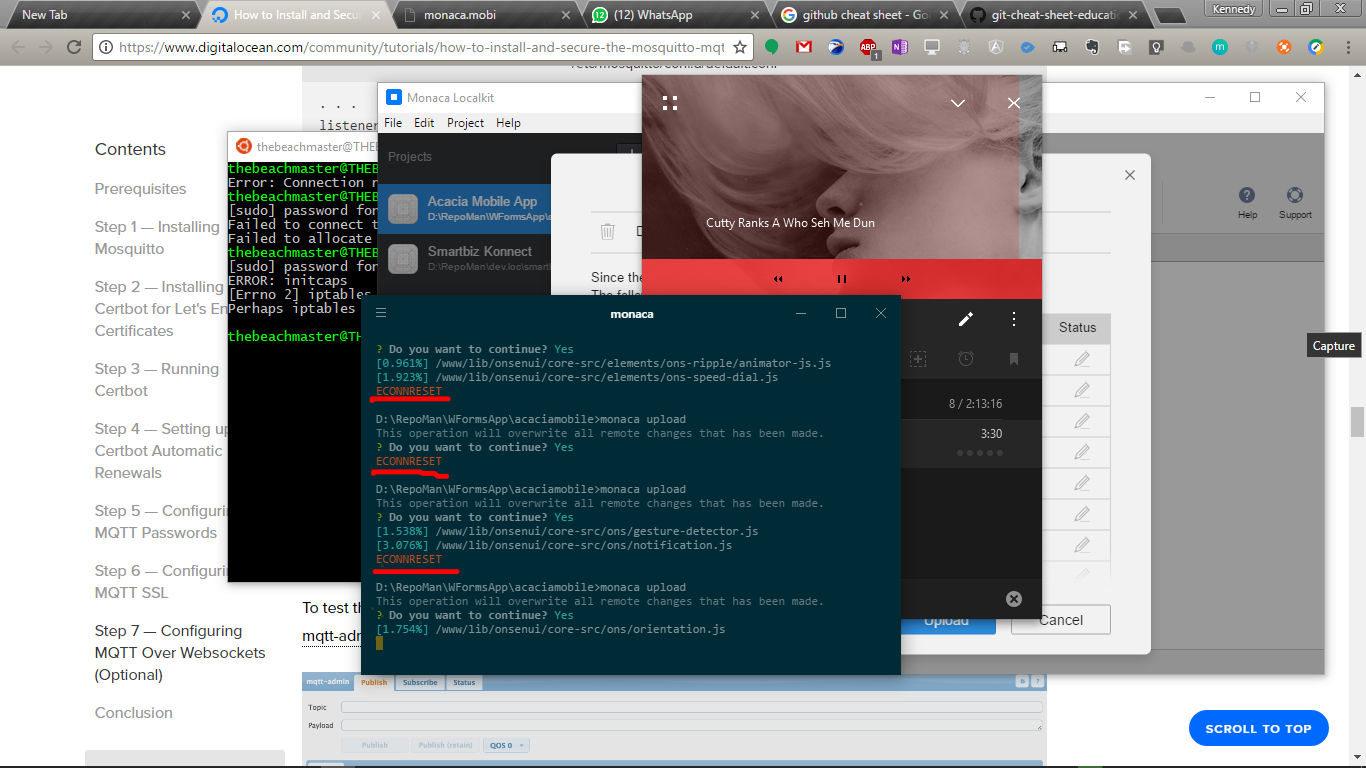 New Tab
How to Install and Secu
monaca.mobi
(12) WhatsApp
github cheat sheet - Go
git-cheat-sheet-educati
Kennedy
https://www.digitalocean.com/community/tutorials/how-to-install-and-secure-the-mosquitto-mqt
1
. . .
listener
Contents
Prerequisites
Step 1 — Installing
Mosquitto
Step 2 — Installing
Certbot for Let's En
Certificates
Step 3 — Running
Certbot
Step 4 — Setting up
Certbot Automatic
Renewals
Step 5 — Configuri
MQTT Passwords
Step 6 — Configuri
MQTT SSL
Step 7 — Configuring
MQTT Over Websockets
(Optional)
Conclusion
thebeachmaster@THEB
thebeachmaster@THEB
Error: Connection r
thebeachmaster@THEB
[sudo] password for
Failed to connect t
Failed to allocate
thebeachmaster@THEB
[sudo] password for
ERROR: initcaps
[Errno 2] iptables
Perhaps iptables
thebeachmaster@TH
Monaca Localkit
File Edit Project Help
Projects
Acacia Mobile App
D:\RepoMan\WFormsApp\a
Smartbiz Konnect
D:\RepoMan\dev.loc\smartb
Help
Support
Since the
The follo
Status
Upload
Cancel
Cutty Ranks A Who Seh Me Dun
8 / 2:13:16
3:30
Capture
monaca
? Do you want to continue? Yes
[0.961%] /www/lib/onsenui/core-src/elements/ons-ripple/animator-js.js
[1.923%] /www/lib/onsenui/core-src/elements/ons-speed-dial.js
ECONNRESET
D:\RepoMan\WFormsApp\acaciamobile>monaca upload
This operation will overwrite all remote changes that has been made.
? Do you want to continue? Yes
ECONNRESET
D:\RepoMan\WFormsApp\acaciamobile>monaca upload
This operation will overwrite all remote changes that has been made.
? Do you want to continue? Yes
[1.538%] /www/lib/onsenui/core-src/ons/gesture-detector.js
[3.076%] /www/lib/onsenui/core-src/ons/notification.js
ECONNRESET
D:\RepoMan\WFormsApp\acaciamobile>monaca upload
This operation will overwrite all remote changes that has been made.
? Do you want to continue? Yes
[1.754%] /www/lib/onsenui/core-src/ons/orientation.js
To test th
mqtt-adm
mqtt-admin Publish Subscribe Status
Topic
Payload
Publish Publish (retain) QOS 0
SCROLL TO TOP